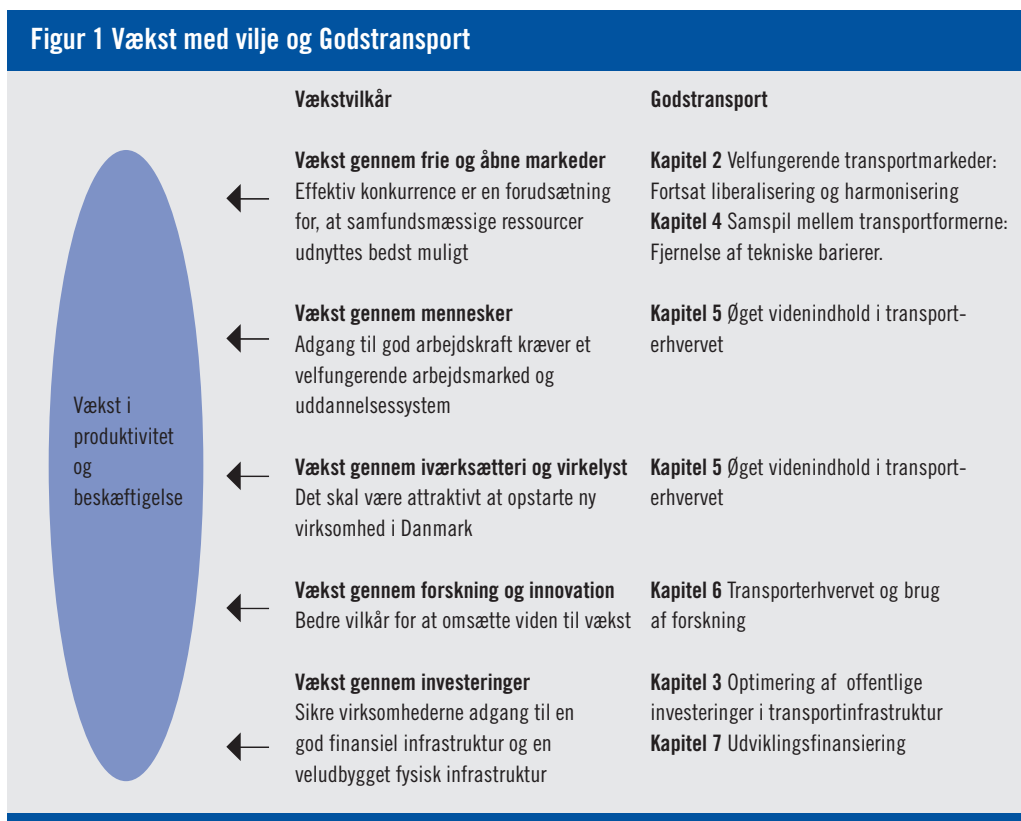 Figur 1 Vækst med vilje og Godstransport
Vækstvilkår
Godstransport
Vækst i
produktivitet
og
beskæftigelse
Vækst gennem frie og åbne markeder
Effektiv konkurrence er en forudsætning
for, at samfundsmæssige ressourcer
udnyttes bedst muligt
Kapitel 2 Velfungerende transportmarkeder:
Fortsat liberalisering og harmonisering
Kapitel 4 Samspil mellem transportformerne:
Fjernelse af tekniske barierer.
Vækst gennem mennesker
Adgang til god arbejdskraft kræver et
velfungerende arbejdsmarked og
uddannelsessystem
Kapitel 5 Øget videnindhold i transport-
erhvervet
Vækst gennem iværksætteri og virkelyst
Det skal være attraktivt at opstarte ny
virksomhed i Danmark
Kapitel 5 Øget videnindhold i transport-
erhvervet
Vækst gennem forskning og innovation
Bedre vilkår for at omsætte viden til vækst
Kapitel 6 Transporterhvervet og brug
af forskning
Vækst gennem investeringer
Sikre virksomhederne adgang til en
god finansiel infrastruktur og en
veludbygget fysisk infrastruktur
Kapitel 3 Optimering af offentlige
investeringer i transportinfrastruktur
Kapitel 7 Udviklingsfinansiering